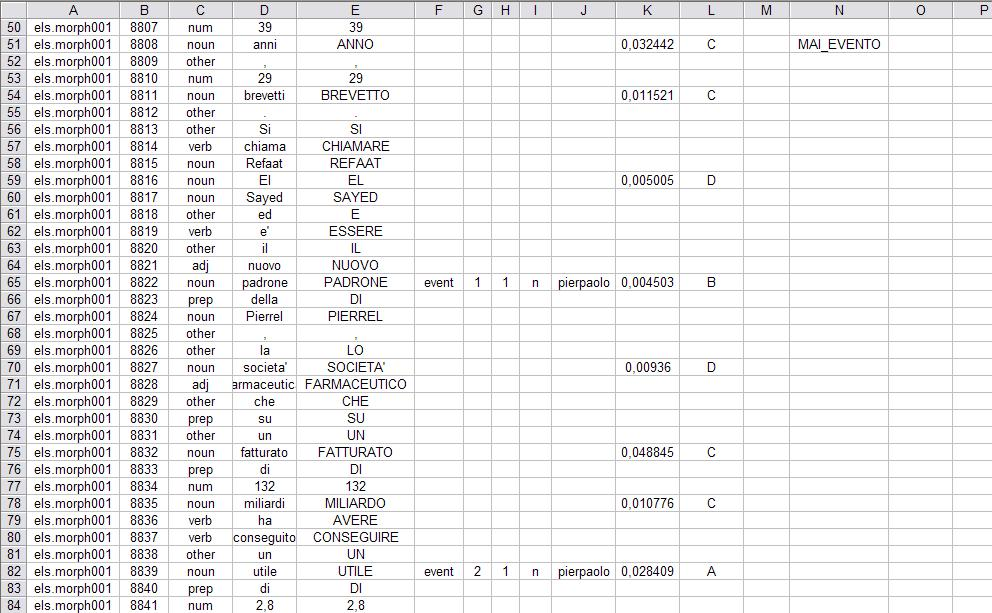 A B C D E F G H I J K L M N O P
50 els.morph001 8807 num 39 39
51 els.morph001 8808 noun anni ANNO 0,032442 C MAI_EVENTO
52 els.morph001 8809 other , ,
53 els.morph001 8810 num 29 29
54 els.morph001 8811 noun brevetti BREVETTO 0,011521 C
55 els.morph001 8812 other . .
56 els.morph001 8813 other Si SI
57 els.morph001 8814 verb chiama CHIAMARE
58 els.morph001 8815 noun Refaat REFAAT
59 els.morph001 8816 noun El EL 0,005005 D
60 els.morph001 8817 noun Sayed SAYED
61 els.morph001 8818 other ed E
62 els.morph001 8819 verb e' ESSERE
63 els.morph001 8820 other il IL
64 els.morph001 8821 adj nuovo NUOVO
65 els.morph001 8822 noun padrone PADRONE event 1 1 n pierpaolo 0,004503 B
66 els.morph001 8823 prep della DI
67 els.morph001 8824 noun Pierrel PIERREL
68 els.morph001 8825 other , ,
69 els.morph001 8826 other la LO
70 els.morph001 8827 noun societa' SOCIETA' 0,00936 D
71 els.morph001 8828 adj armaceutic FARMACEUTICO
72 els.morph001 8829 other che CHE
73 els.morph001 8830 prep su SU
74 els.morph001 8831 other un UN
75 els.morph001 8832 noun fatturato FATTURATO 0,048845 C
76 els.morph001 8833 prep di DI
77 els.morph001 8834 num 132 132
78 els.morph001 8835 noun miliardi MILIARDO 0,010776 C
79 els.morph001 8836 verb ha AVERE
80 els.morph001 8837 verb conseguito CONSEGUIRE
81 els.morph001 8838 other un UN
82 els.morph001 8839 noun utile UTILE event 2 1 n pierpaolo 0,028409 A
83 els.morph001 8840 prep di DI
84 els.morph001 8841 num 2,8 2,8